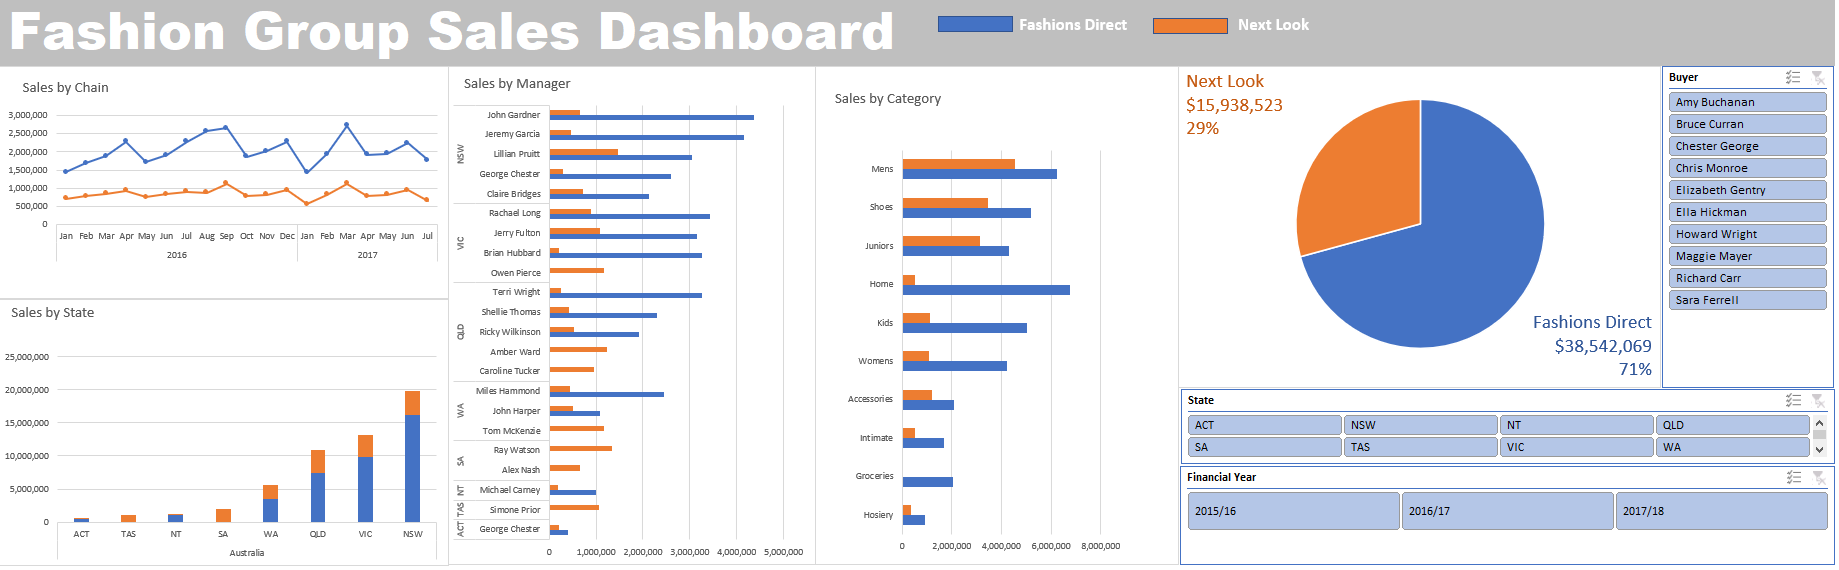 Fashion Group Sales Dashboard
Fashions Direct
Next Look
Sales by Chain
3,000,000
2,500,000
2,000,000
1,500,000
1,000,000
500,000
0
Jan Feb Mar Apr May Jun Jul Aug Sep Oct Nov Dec Jan Feb Mar Apr May Jun Jul
2016 2017
Sales by State
25,000,000
20,000,000
15,000,000
10,000,000
5,000,000
0
ACT TAS NT SA WA QLD VIC NSW
Australia
Sales by Manager
NSW
John Gardner
Jeremy Garcia
Lillian Pruitt
George Chester
Claire Bridges
VIC
Rachael Long
Jerry Fulton
Brian Hubbard
Owen Pierce
QLD
Terri Wright
Shellie Thomas
Ricky Wilkinson
Amber Ward
Caroline Tucker
WA
Miles Hammond
John Harper
Tom McKenzie
SA
Ray Watson
Alex Nash
NT
Michael Carney
TAS
Simone Prior
ACT
George Chester
0 1,000,000 2,000,000 3,000,000 4,000,000 5,000,000
Sales by Category
Mens
Shoes
Juniors
Home
Kids
Womens
Accessories
Intimate
Groceries
Hosiery
0 2,000,000 4,000,000 6,000,000 8,000,000
Next Look
$15,938,523
29%
Fashions Direct
$38,542,069
71%
Buyer
Amy Buchanan
Bruce Curran
Chester George
Chris Monroe
Elizabeth Gentry
Ella Hickman
Howard Wright
Maggie Mayer
Richard Carr
Sara Ferrell
State
ACT NSW NT QLD
SA TAS VIC WA
Financial Year
2015/16 2016/17 2017/18